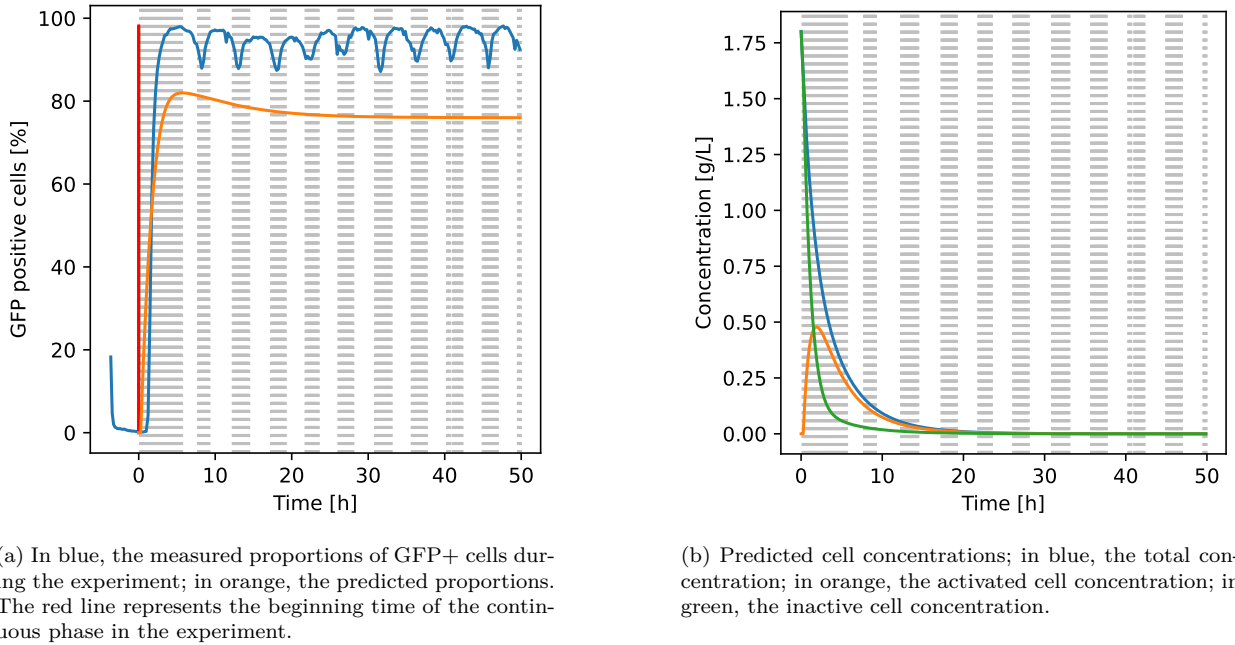 100
80
60
40
20
0
GFP positive cells [%]
0 10 20 30 40 50
Time [h]
1.75
1.50
1.25
1.00
0.75
0.50
0.25
0.00
Concentration [g/L]
0 10 20 30 40 50
Time [h]
(a) In blue, the measured proportions of GFP+ cells dur-
ing the experiment; in orange, the predicted proportions.
The red line represents the beginning time of the contin-
uous phase in the experiment.
(b) Predicted cell concentrations; in blue, the total con-
centration; in orange, the activated cell concentration; in
green, the inactive cell concentration.